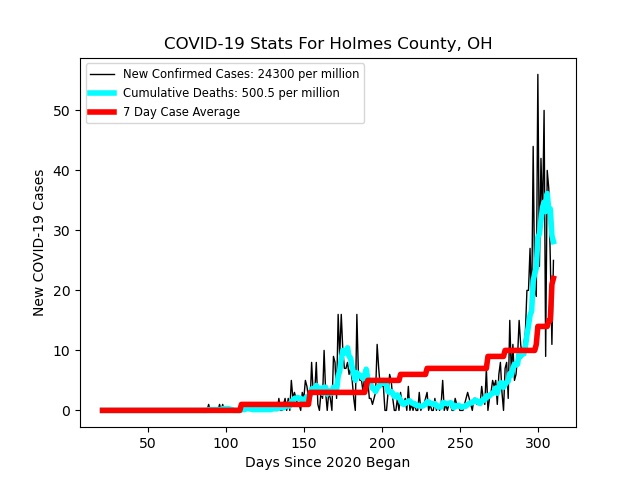 COVID-19 Stats For Holmes County, OH
New Confirmed Cases: 24300 per million
Cumulative Deaths: 500.5 per million
7 Day Case Average
New COVID-19 Cases
50
40
30
20
10
0
50 100 150 200 250 300
Days Since 2020 Began